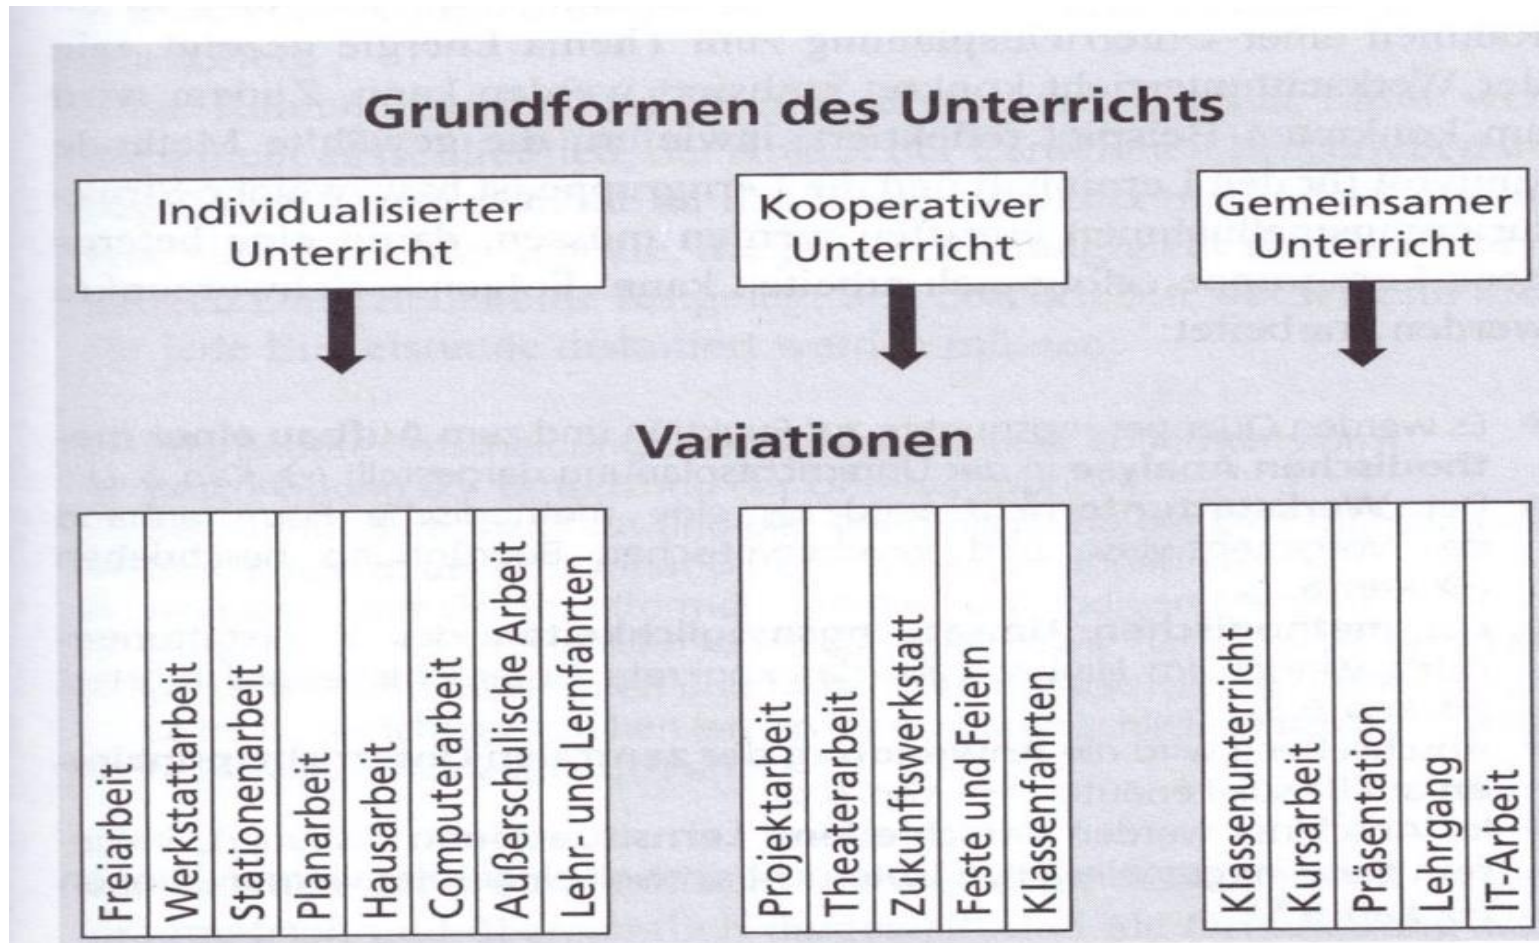 Grundformen des Unterrichts
Individualisierter
Unterricht
Kooperativer
Unterricht
Gemeinsamer
Unterricht
Variationen
Freiarbeit
Werkstattarbeit
Stationenarbeit
Planarbeit
Hausarbeit
Computerarbeit
Außerschulische Arbeit
Lehr- und Lernfahrten
Projektarbeit
Theaterarbeit
Zukunftswerkstatt
Feste und Feiern
Klassenfahrten
Klassenunterricht
Kursarbeit
Präsentation
Lehrgang
IT-Arbeit